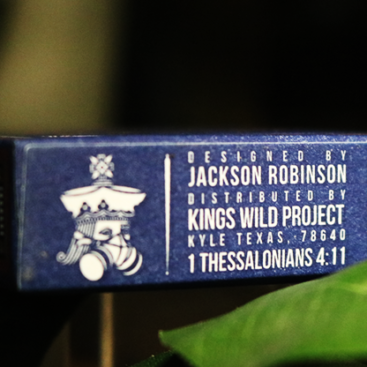 DESIGNED BY
JACKSON ROBINSON
DISTRIBUTED BY
KINGS WILD PROJECT
KYLE TEXAS, 78640
1 THESSALONIANS 4:11